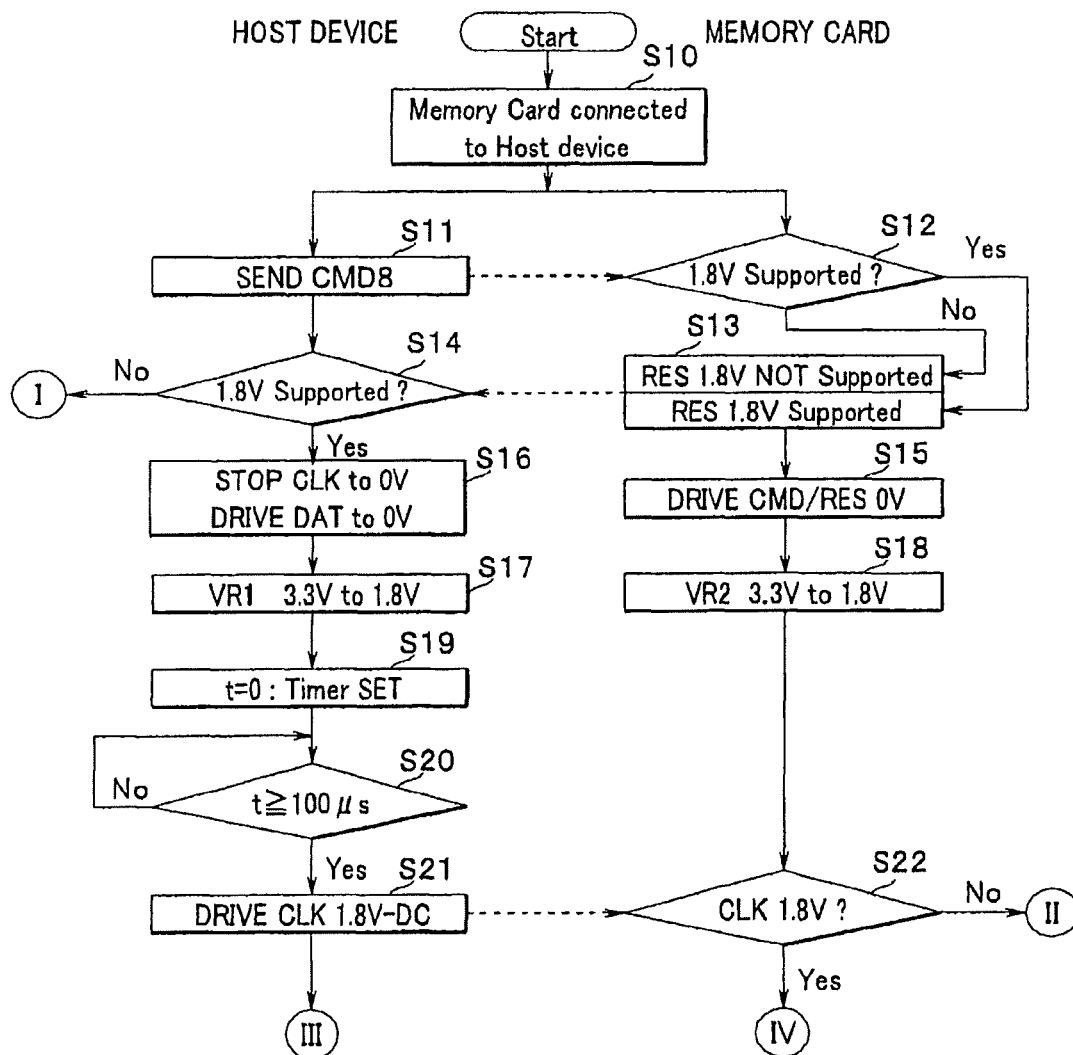 HOST DEVICE
Start
MEMORY CARD
S10
Memory Card connected
to Host device
S11
SEND CMD8
S12
1.8V Supported ?
Yes
No
S13
RES 1.8V NOT Supported
RES 1.8V Supported
S14
1.8V Supported ?
No
I
Yes
S16
STOP CLK to 0V
DRIVE DAT to 0V
S15
DRIVE CMD/RES 0V
S17
VR1 3.3V to 1.8V
S18
VR2 3.3V to 1.8V
S19
t=0 : Timer SET
S20
t≧100 μs
No
Yes
S21
DRIVE CLK 1.8V-DC
S22
CLK 1.8V ?
No
II
Yes
III
IV